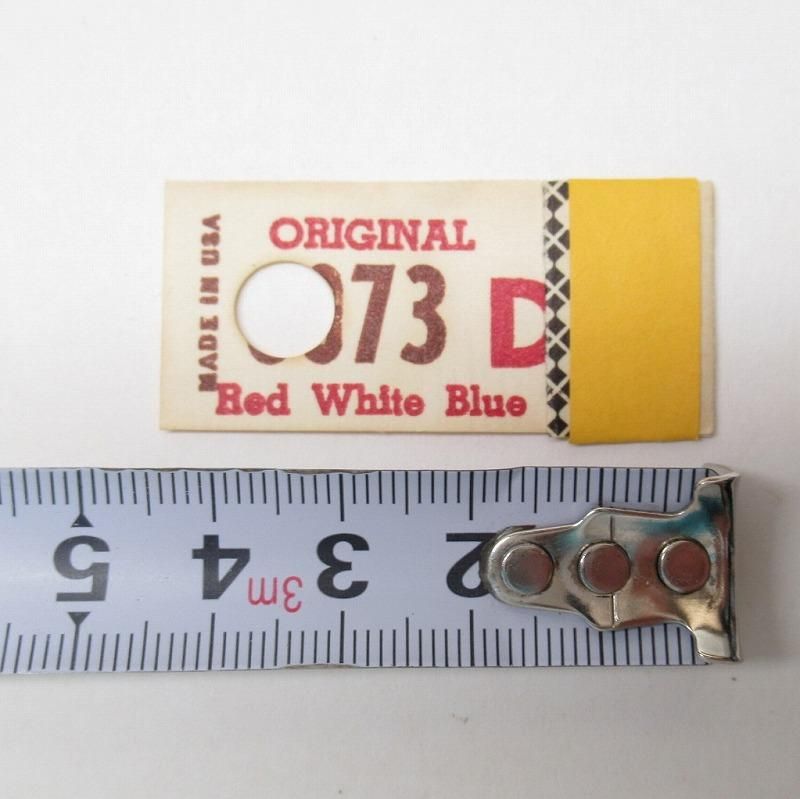 MADE IN USA
ORIGINAL
073 D
Red White Blue
5 4 3m 3 2